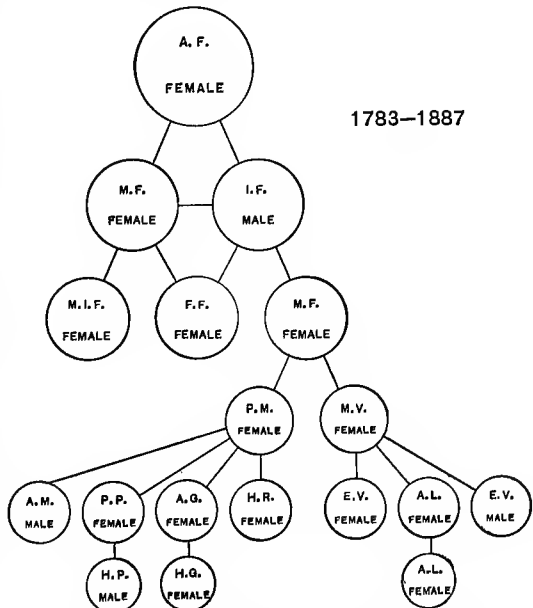 A.F.
FEMALE
1783—1887
M.F.
FEMALE
I.F.
MALE
M.I.F.
FEMALE
F.F.
FEMALE
M.F.
FEMALE
P.M.
FEMALE
M.V.
FEMALE
A.M.
MALE
P.P.
FEMALE
A.G.
FEMALE
H.R.
FEMALE
E.V.
FEMALE
A.L.
FEMALE
E.V.
MALE
H.P.
MALE
H.G.
FEMALE
A.L.
FEMALE